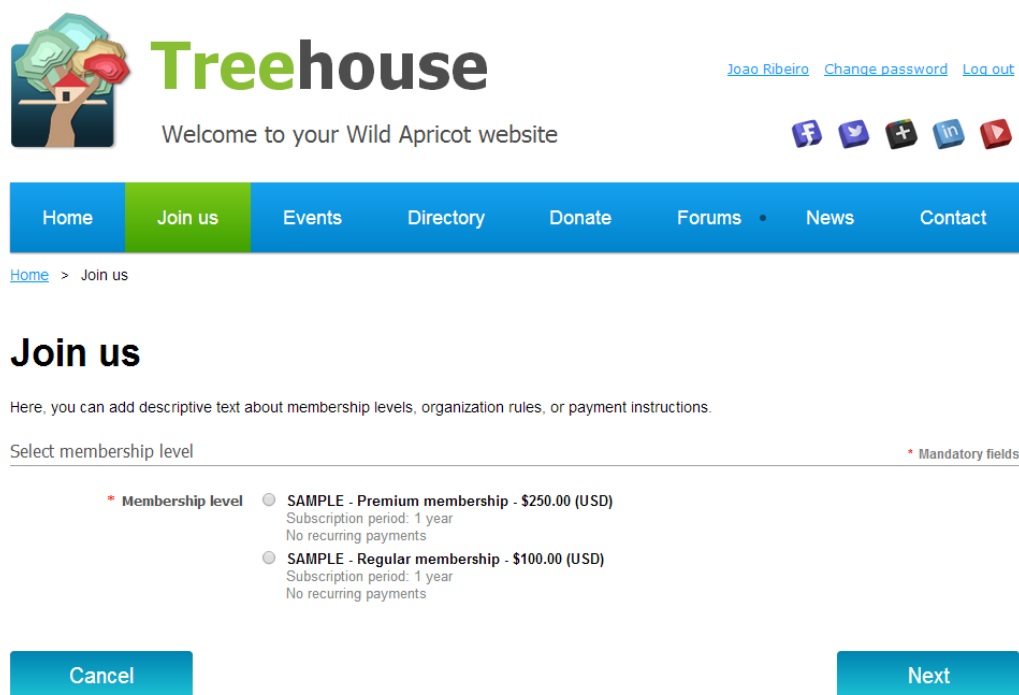 Treehouse
Joao Ribeiro Change password Log out
Welcome to your Wild Apricot website
Home Join us Events Directory Donate Forums News Contact
Home > Join us
Join us
Here, you can add descriptive text about membership levels, organization rules, or payment instructions.
Select membership level * Mandatory fields
* Membership level SAMPLE - Premium membership - $250.00 (USD)
Subscription period: 1 year
No recurring payments
SAMPLE - Regular membership - $100.00 (USD)
Subscription period: 1 year
No recurring payments
Cancel Next